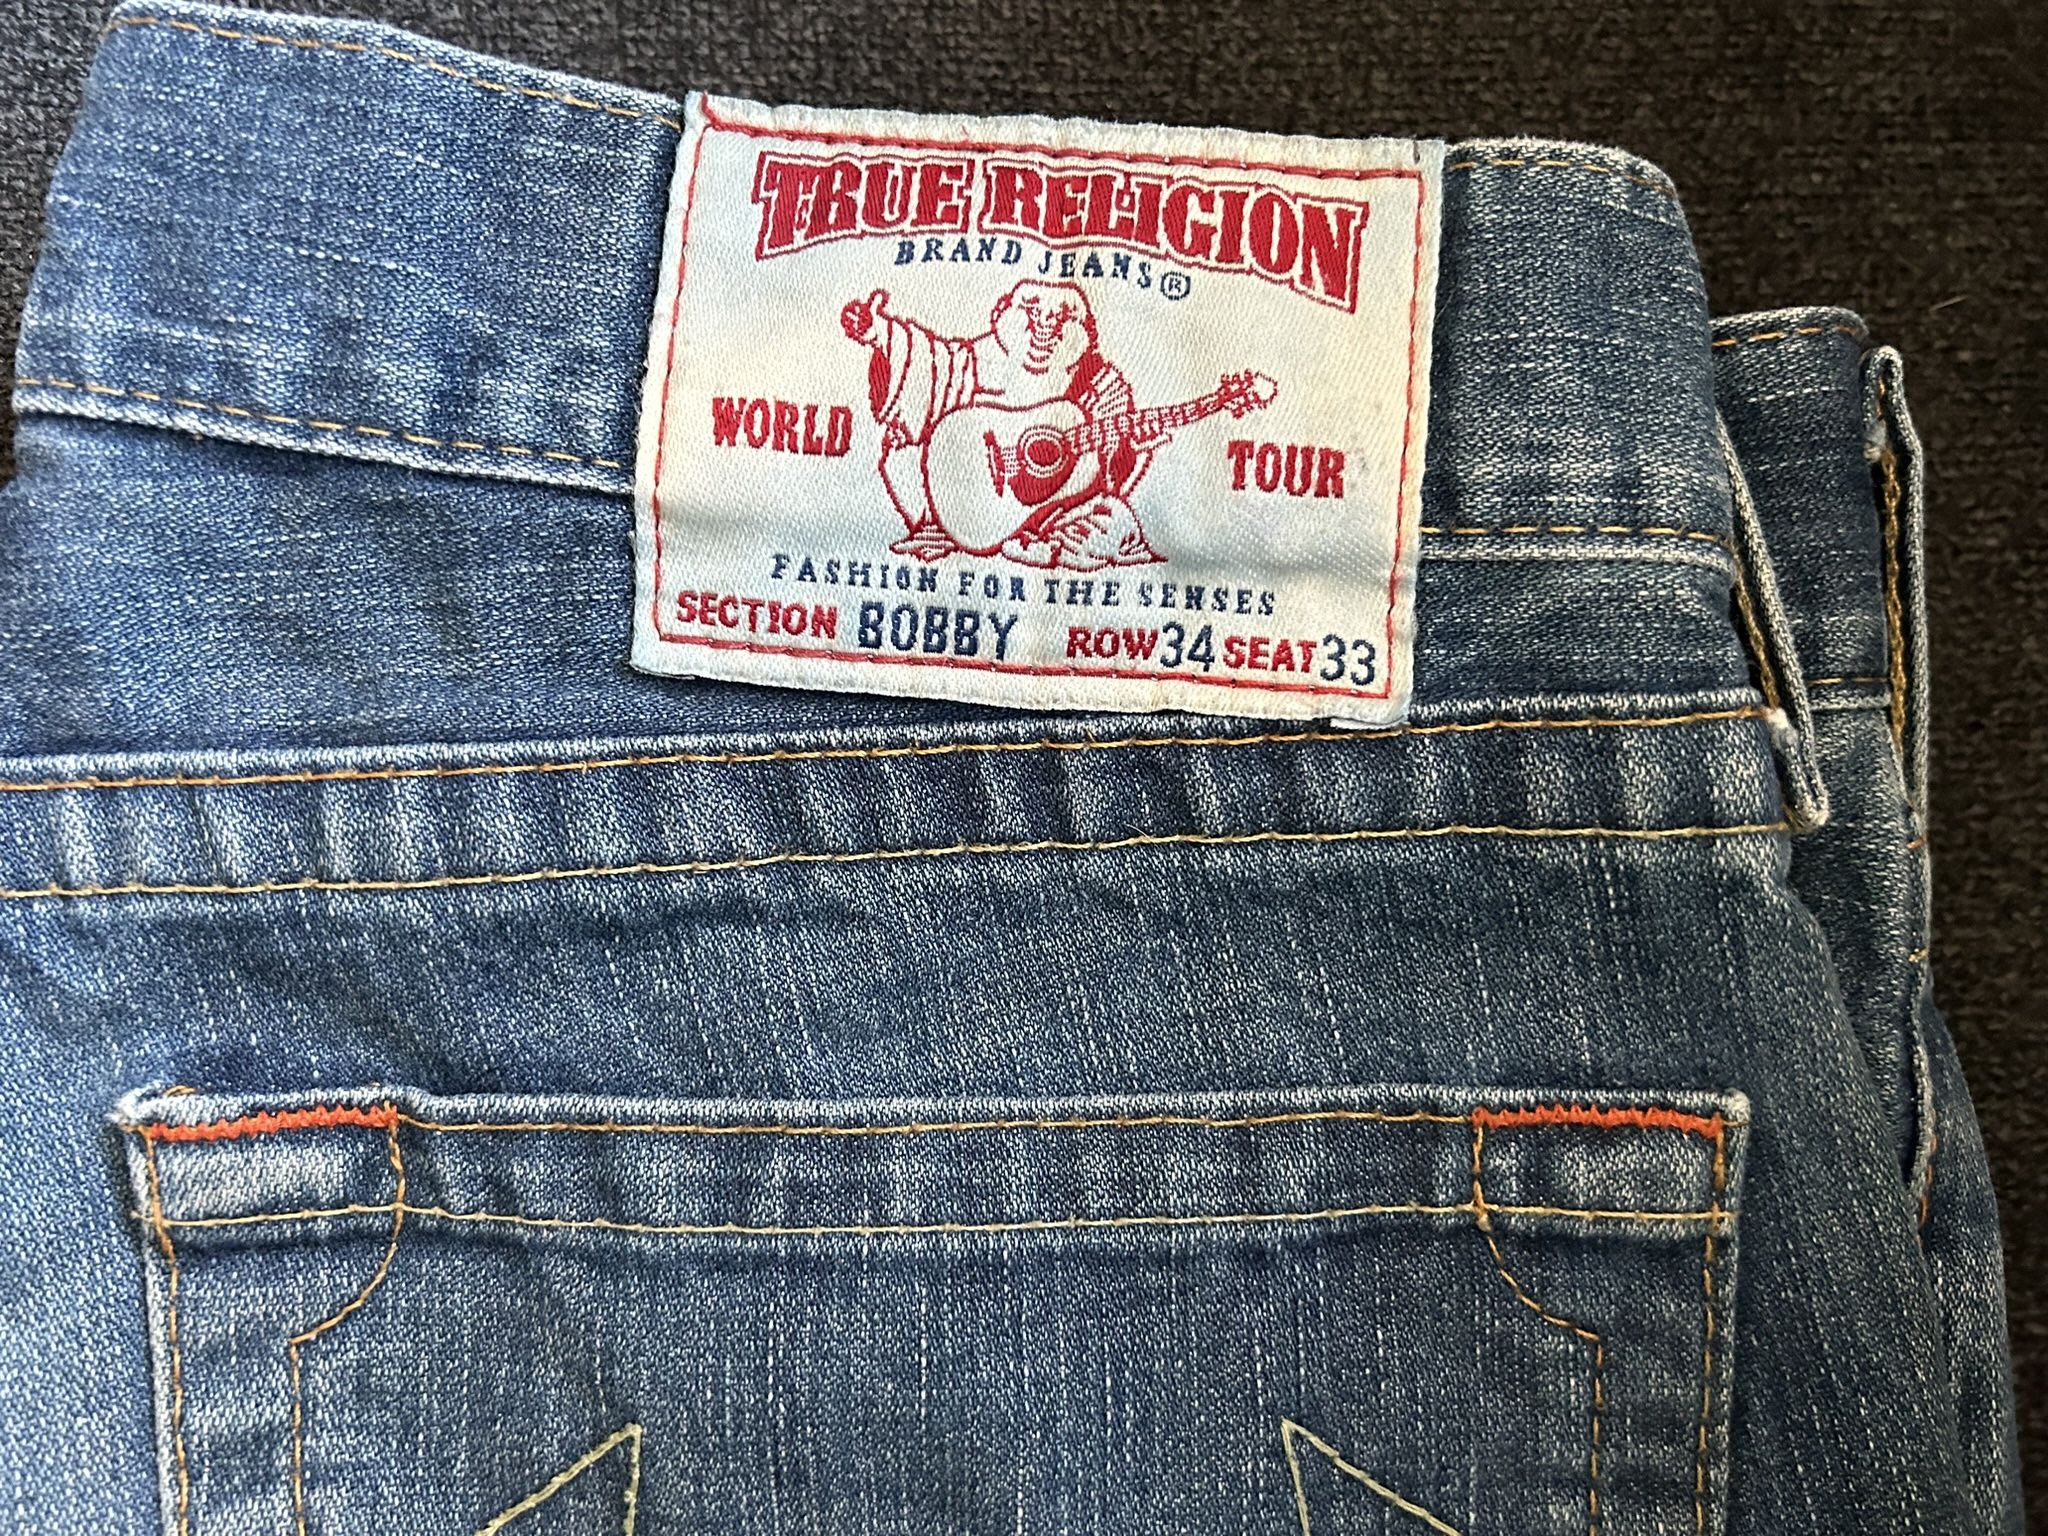 TRUE RELIGION
BRAND JEANS®
WORLD TOUR
FASHION FOR THE SENSES
SECTION BOBBY ROW 34 SEAT 33